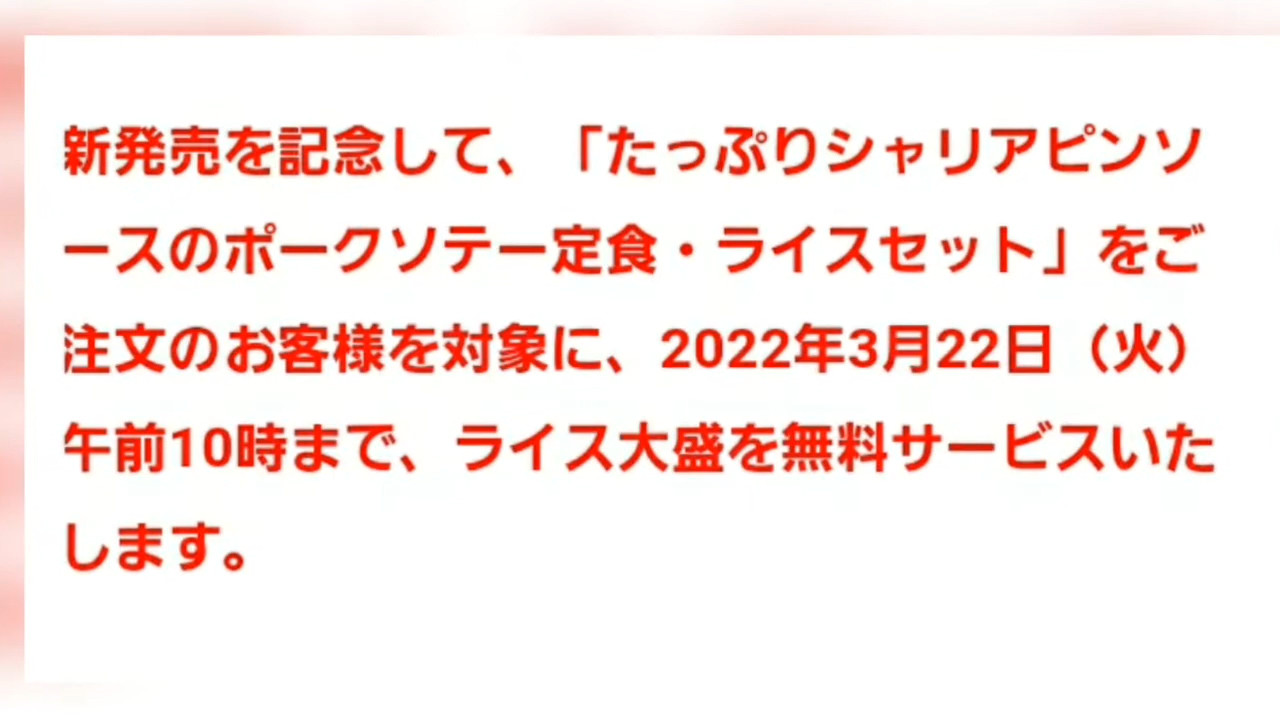 新発売を記念して、「たっぷりシャリアピンソ
ースのポークソテー定食・ライスセット」をご
注文のお客様を対象に、2022年3月22日（火）
午前10時まで、ライス大盛を無料サービスいた
します。